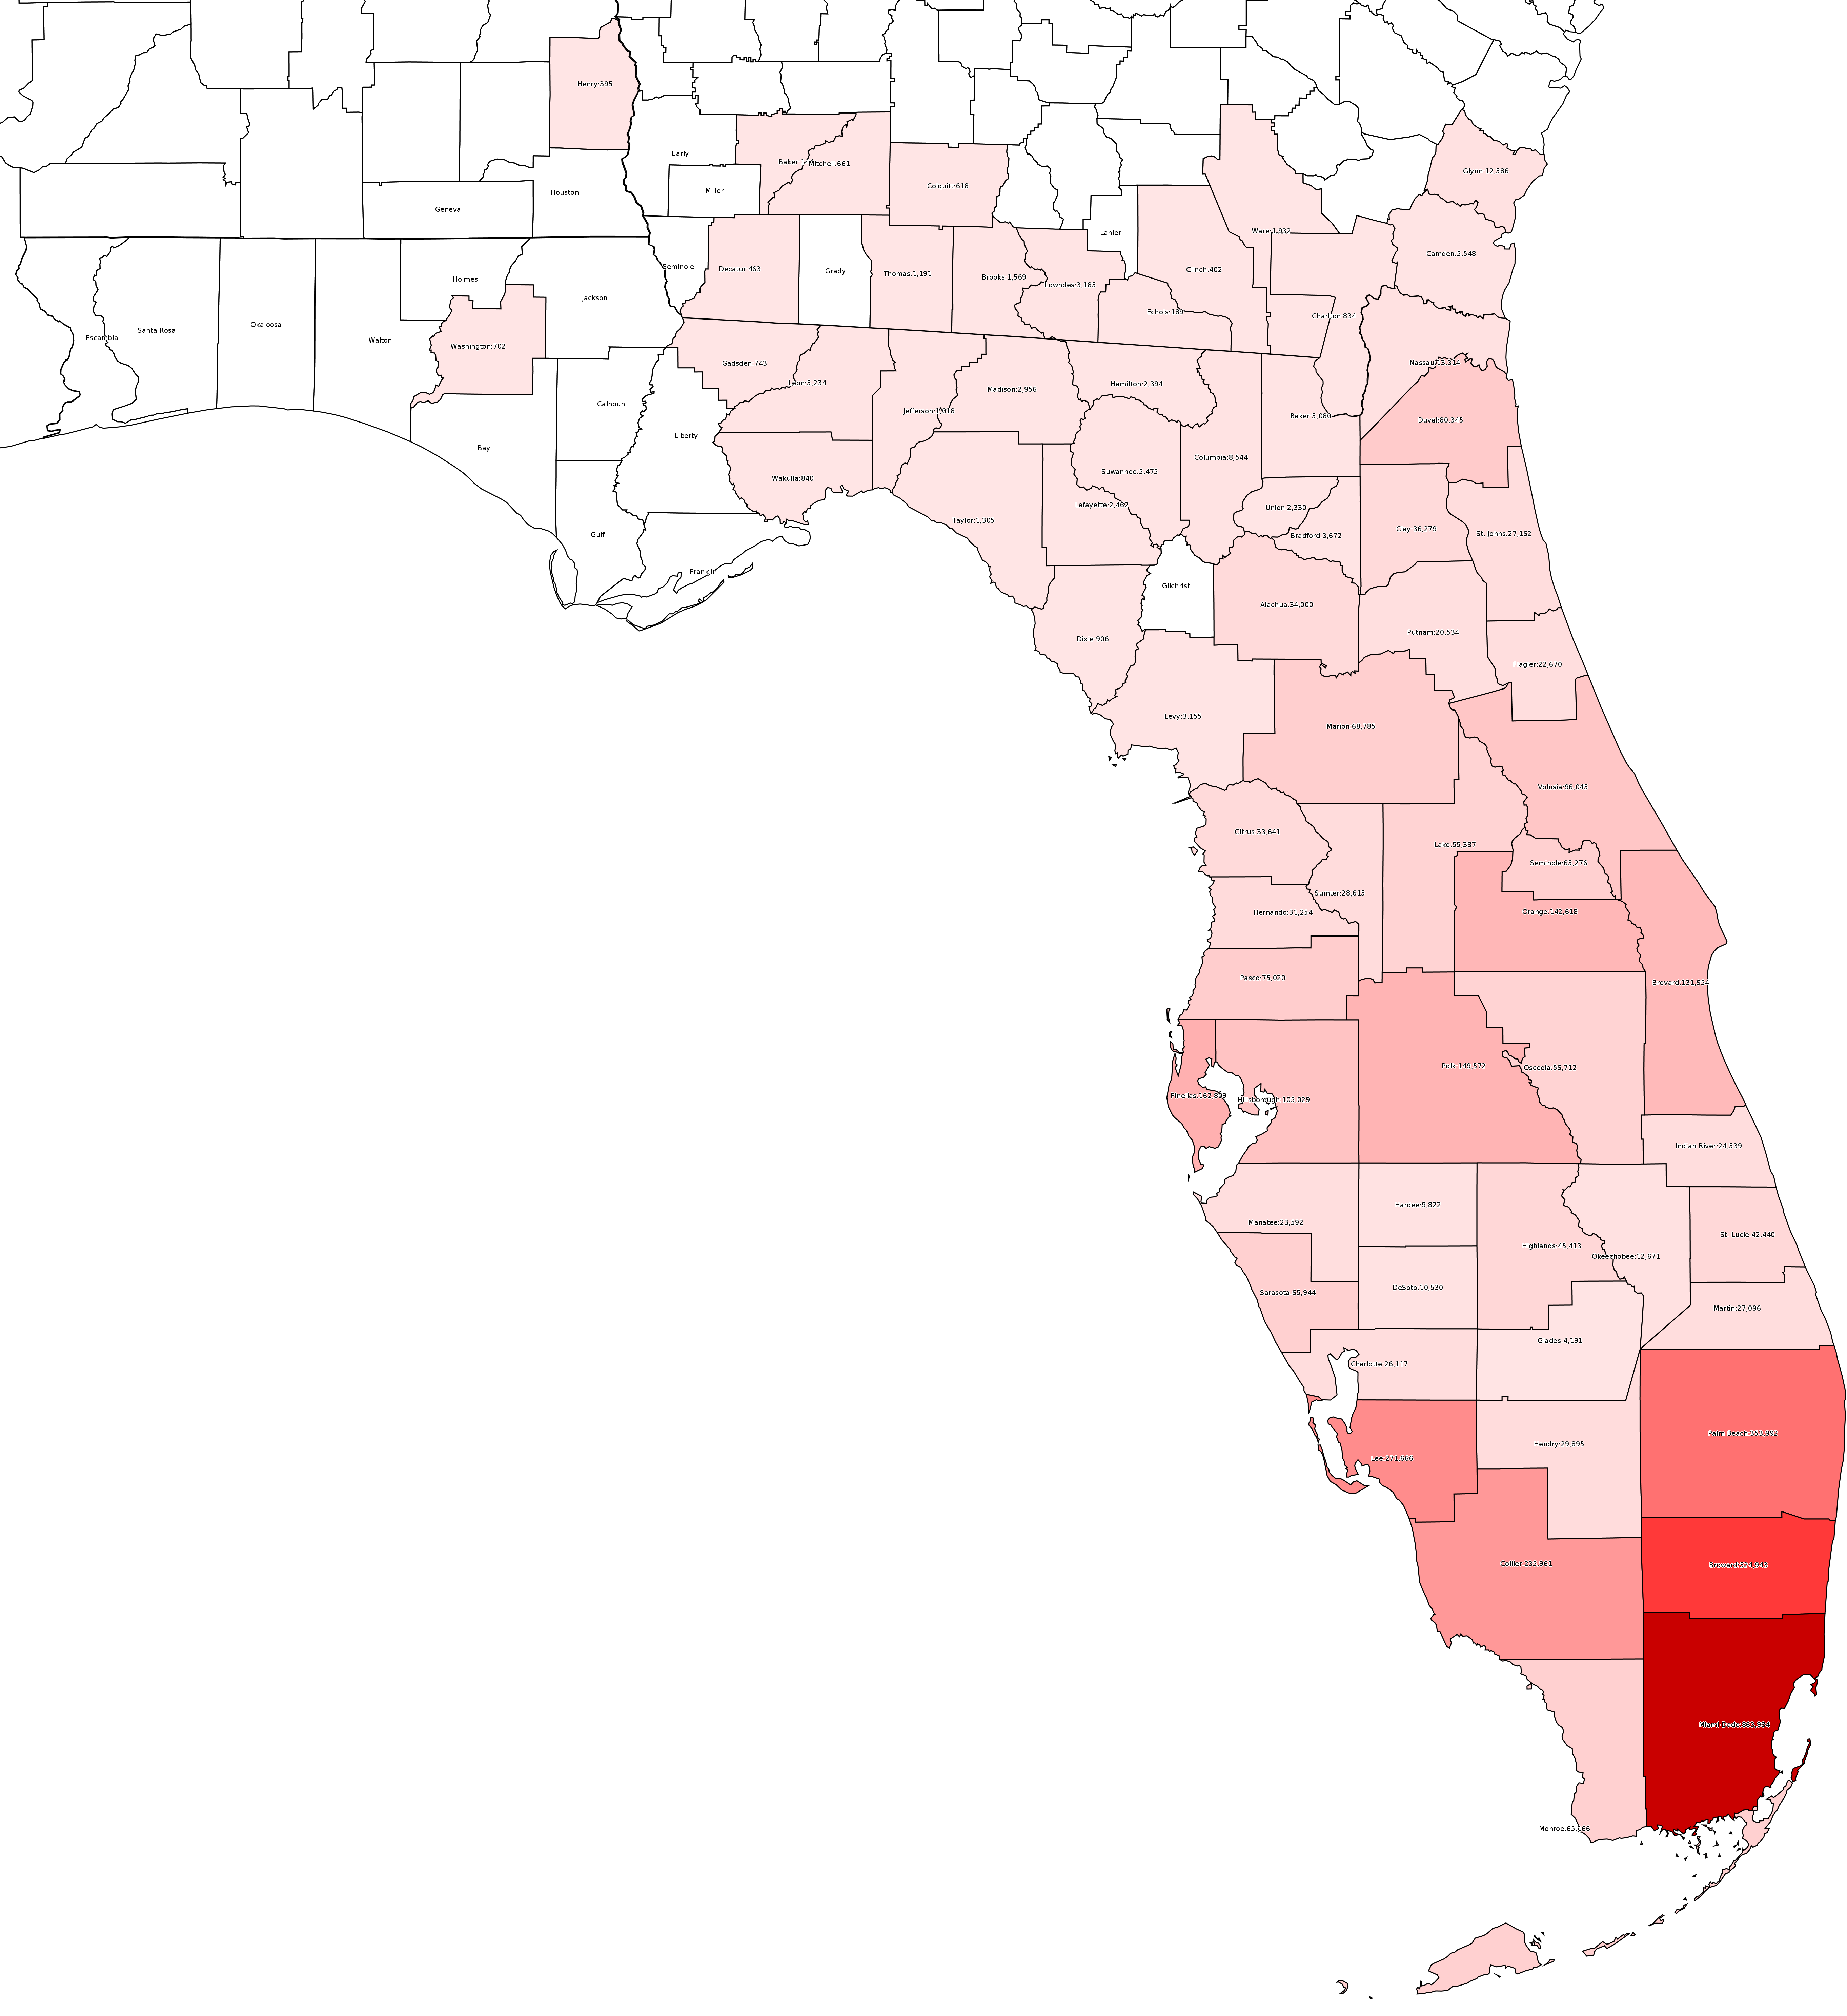 Henry:395
Early
Baker:140
Mitchell:661
Glynn:12,586
Miller
Colquitt:618
Houston
Geneva
Lanier
Ware:1,932
Camden:5,548
Seminole
Decatur:463
Grady
Thomas:1,191
Brooks:1,569
Lowndes:3,185
Clinch:402
Holmes
Jackson
Echols:189
Charlton:834
Escambia
Santa Rosa
Okaloosa
Walton
Washington:702
Gadsden:743
Leon:5,234
Nassau:13,314
Madison:2,956
Hamilton:2,394
Calhoun
Jefferson:1,018
Baker:5,080
Duval:80,345
Liberty
Bay
Columbia:8,544
Wakulla:840
Suwannee:5,475
Lafayette:2,462
Union:2,330
Taylor:1,305
Clay:36,279
Gulf
Bradford:3,672
St. Johns:27,162
Franklin
Gilchrist
Alachua:34,000
Dixie:906
Putnam:20,534
Flagler:22,670
Levy:3,155
Marion:68,785
Volusia:96,045
Citrus:33,641
Lake:55,387
Seminole:65,276
Sumter:28,615
Hernando:31,254
Orange:142,618
Pasco:75,020
Brevard:131,954
Polk:149,572
Osceola:56,712
Pinellas:162,809
Hillsborough:105,029
Indian River:24,539
Hardee:9,822
Manatee:23,592
St. Lucie:42,440
Highlands:45,413
Okeechobee:12,671
DeSoto:10,530
Sarasota:65,944
Martin:27,096
Glades:4,191
Charlotte:26,117
Palm Beach:353,992
Hendry:29,895
Lee:271,666
Collier:235,961